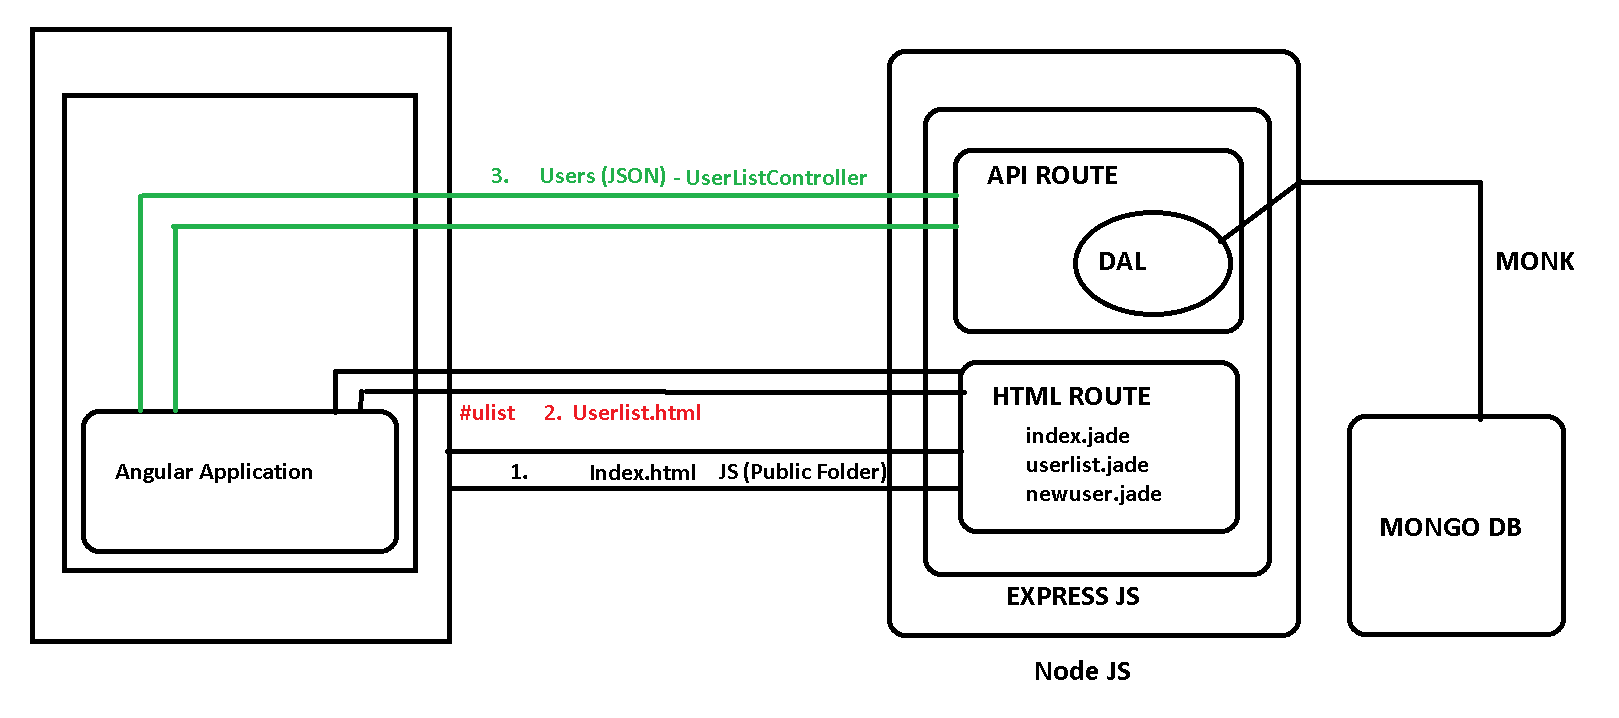 3. Users (JSON) - UserListController
API ROUTE
DAL
MONK
#ulist 2. Userlist.html
HTML ROUTE
index.jade
userlist.jade
newuser.jade
Angular Application
1. Index.html JS (Public Folder)
MONGO DB
EXPRESS JS
Node JS